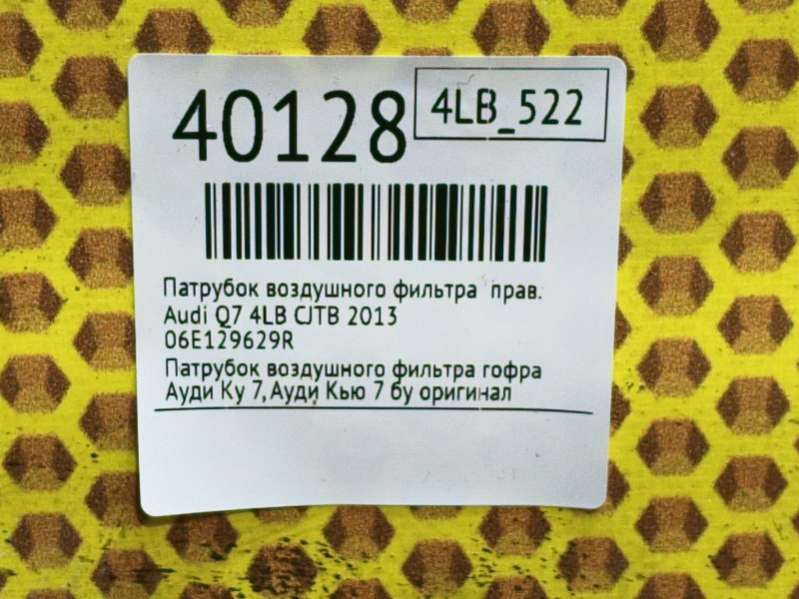 40128
4LB_522
Патрубок воздушного фильтра прав.
Audi Q7 4LB CJTB 2013
06E129629R
Патрубок воздушного фильтра гофра
Ауди Ку 7,Ауди Кью 7 бу оригинал